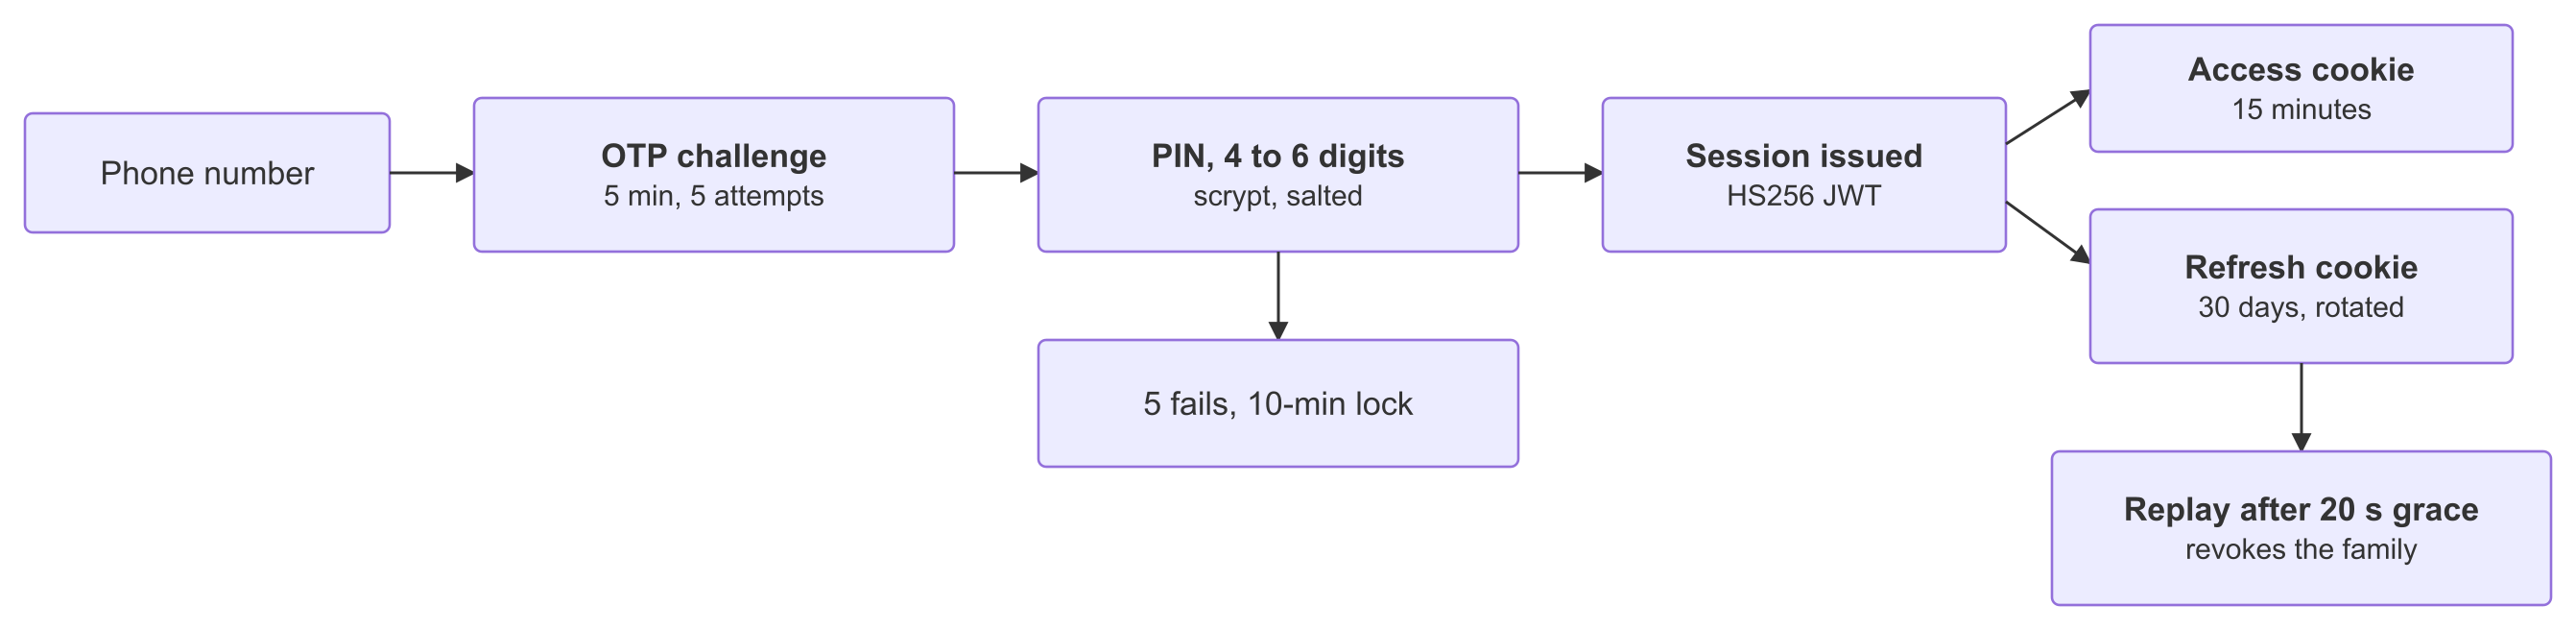 Phone number
OTP challenge
5 min, 5 attempts
PIN, 4 to 6 digits
scrypt, salted
5 fails, 10-min lock
Session issued
HS256 JWT
Access cookie
15 minutes
Refresh cookie
30 days, rotated
Replay after 20 s grace
revokes the family